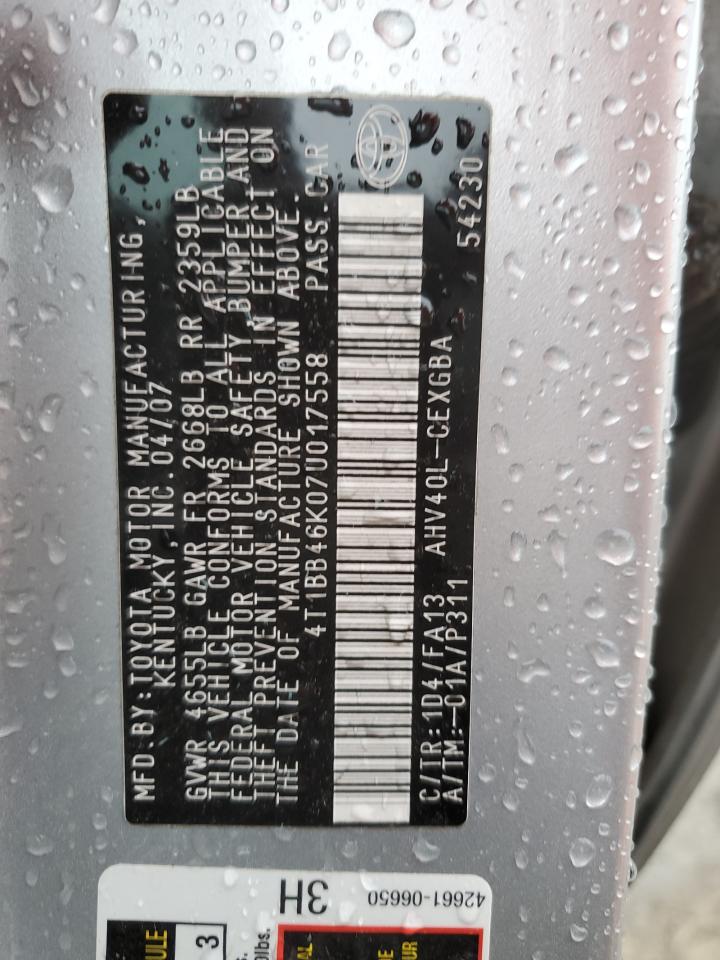 MFD.BY:TOYOTA MOTOR MANUFACTURING,
KENTUCKY, INC.04/07
GVWR 4655LB GAWR FR 2668LB RR 2359LB
THIS VEHICLE CONFORMS TO ALL APPLICABLE
FEDERAL MOTOR VEHICLE SAFETY,BUMPER AND
THEFT PREVENTION STANDARDS IN EFFECT ON
THE DATE OF MANUFACTURE SHOWN ABOVE.
4T1BB46K07U017558 PASS.CAR
C/TR:1D4/FA13 AHV40L-CEXGBA 54230
A/TM:-01A/P311
3H
42661-06650
3